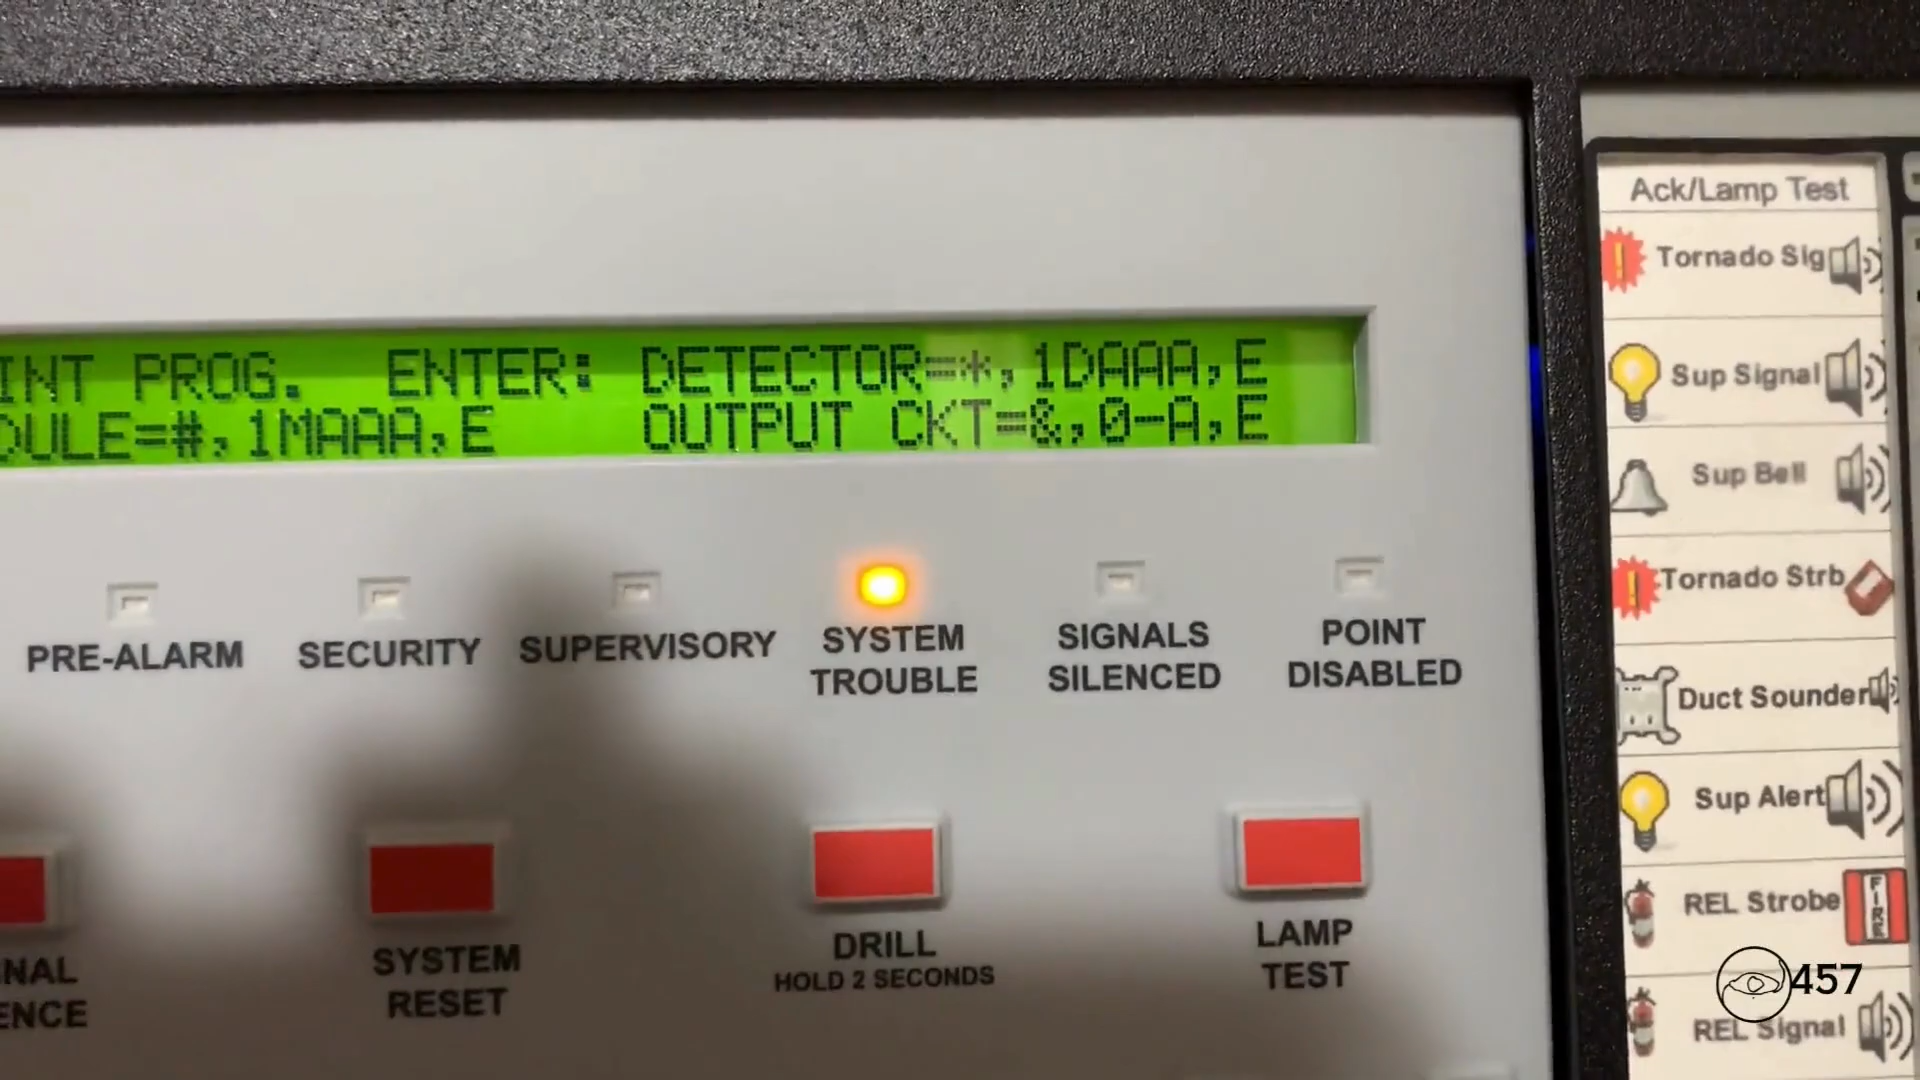 INT PROG. ENTER: DETECTOR=*,1DAAA,E
DULE=#,1MAAA,E OUTPUT CKT=&,0-A,E
PRE-ALARM
SECURITY
SUPERVISORY
SYSTEM
TROUBLE
SIGNALS
SILENCED
POINT
DISABLED
NAL
ENCE
SYSTEM
RESET
DRILL
HOLD 2 SECONDS
LAMP
TEST
Ack/Lamp Test
Tornado Sig
Sup Signal
Sup Bell
Tornado Strb
Duct Sounder
Sup Alert
REL Strobe
FIRE
REL Signal
457